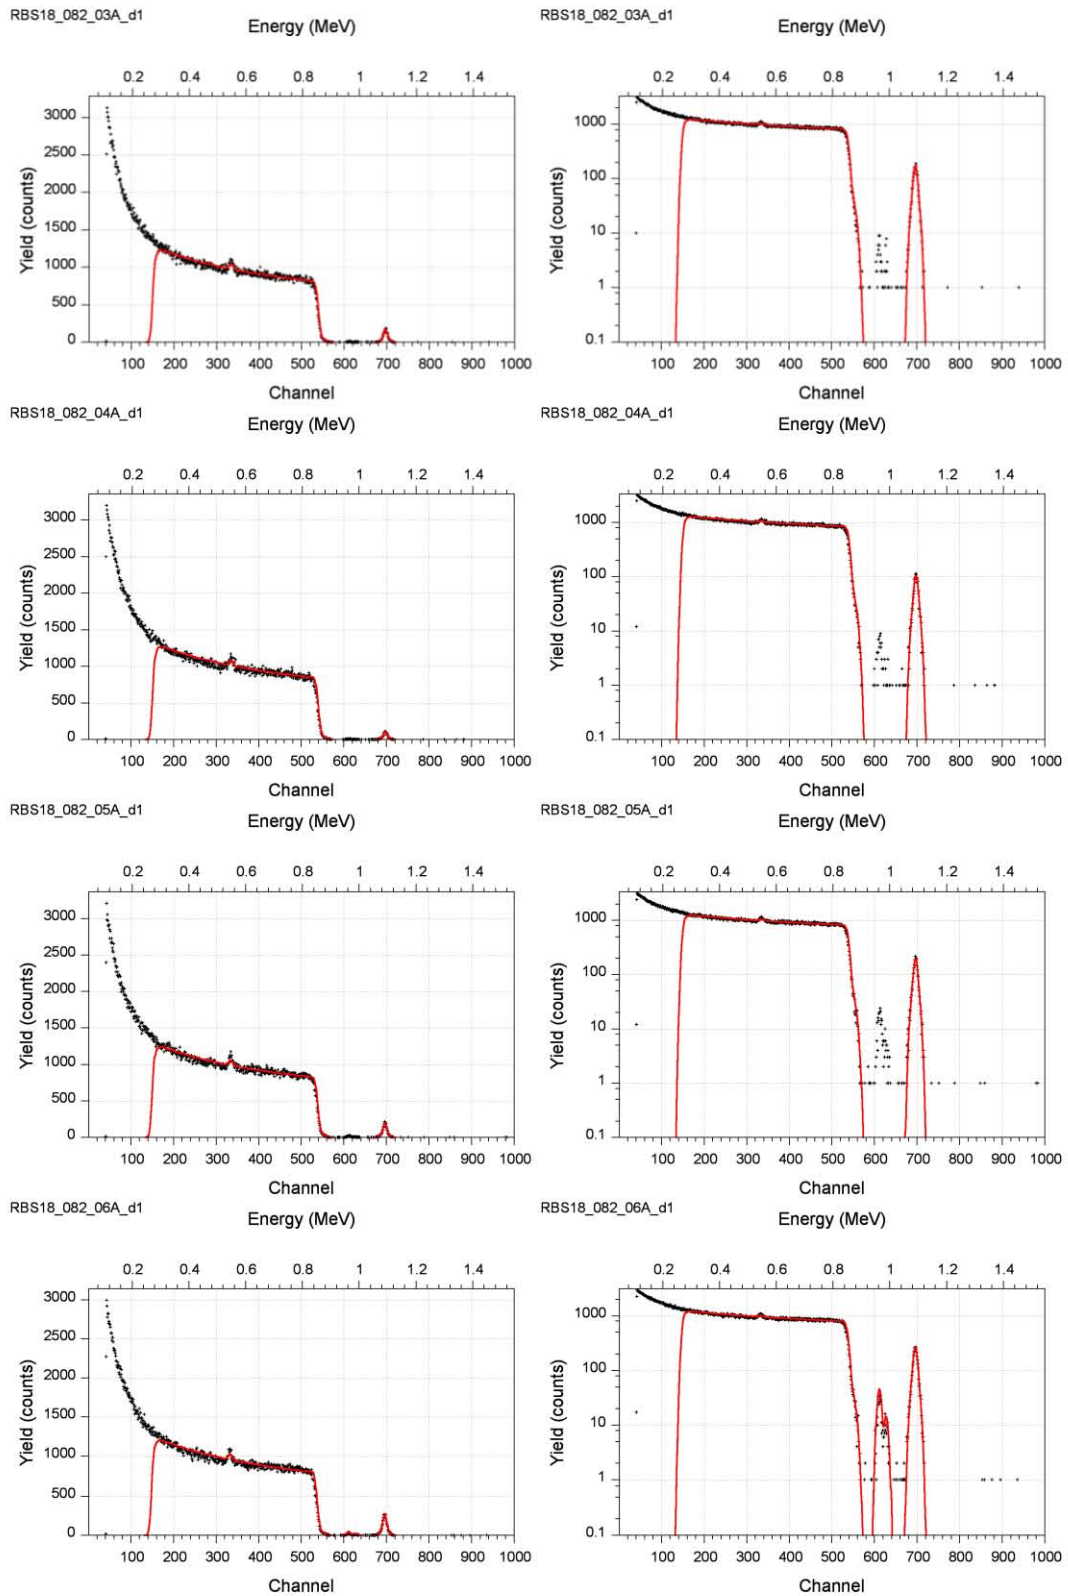 RBS18_082_03A_d1
Energy (MeV)
0.2 0.4 0.6 0.8 1 1.2 1.4
3000
2500
2000
1500
1000
500
0
Yield (counts)
100 200 300 400 500 600 700 800 900 1000
Channel
RBS18_082_03A_d1
Energy (MeV)
0.2 0.4 0.6 0.8 1 1.2 1.4
1000
100
10
1
0.1
Yield (counts)
100 200 300 400 500 600 700 800 900 1000
Channel
RBS18_082_04A_d1
Energy (MeV)
0.2 0.4 0.6 0.8 1 1.2 1.4
3000
2500
2000
1500
1000
500
0
Yield (counts)
100 200 300 400 500 600 700 800 900 1000
Channel
RBS18_082_04A_d1
Energy (MeV)
0.2 0.4 0.6 0.8 1 1.2 1.4
1000
100
10
1
0.1
Yield (counts)
100 200 300 400 500 600 700 800 900 1000
Channel
RBS18_082_05A_d1
Energy (MeV)
0.2 0.4 0.6 0.8 1 1.2 1.4
3000
2500
2000
1500
1000
500
0
Yield (counts)
100 200 300 400 500 600 700 800 900 1000
Channel
RBS18_082_05A_d1
Energy (MeV)
0.2 0.4 0.6 0.8 1 1.2 1.4
1000
100
10
1
0.1
Yield (counts)
100 200 300 400 500 600 700 800 900 1000
Channel
RBS18_082_06A_d1
Energy (MeV)
0.2 0.4 0.6 0.8 1 1.2 1.4
3000
2500
2000
1500
1000
500
0
Yield (counts)
100 200 300 400 500 600 700 800 900 1000
Channel
RBS18_082_06A_d1
Energy (MeV)
0.2 0.4 0.6 0.8 1 1.2 1.4
1000
100
10
1
0.1
Yield (counts)
100 200 300 400 500 600 700 800 900 1000
Channel